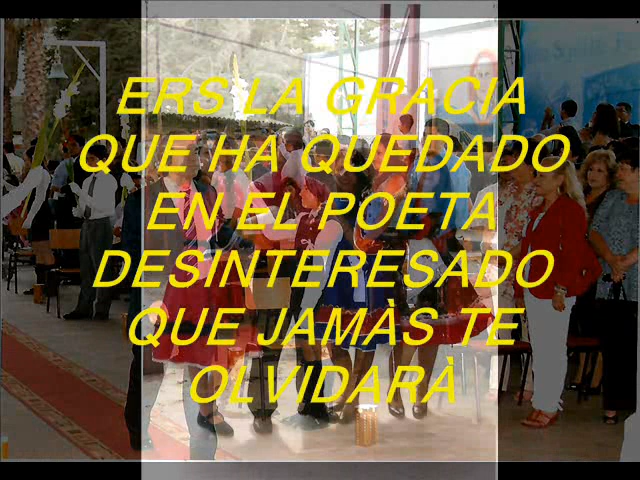 ERS LA GRACIA
QUE HA QUEDADO
EN EL POETA
DESINTERESADO
QUE JAMÀS TE
OLVIDARÀ